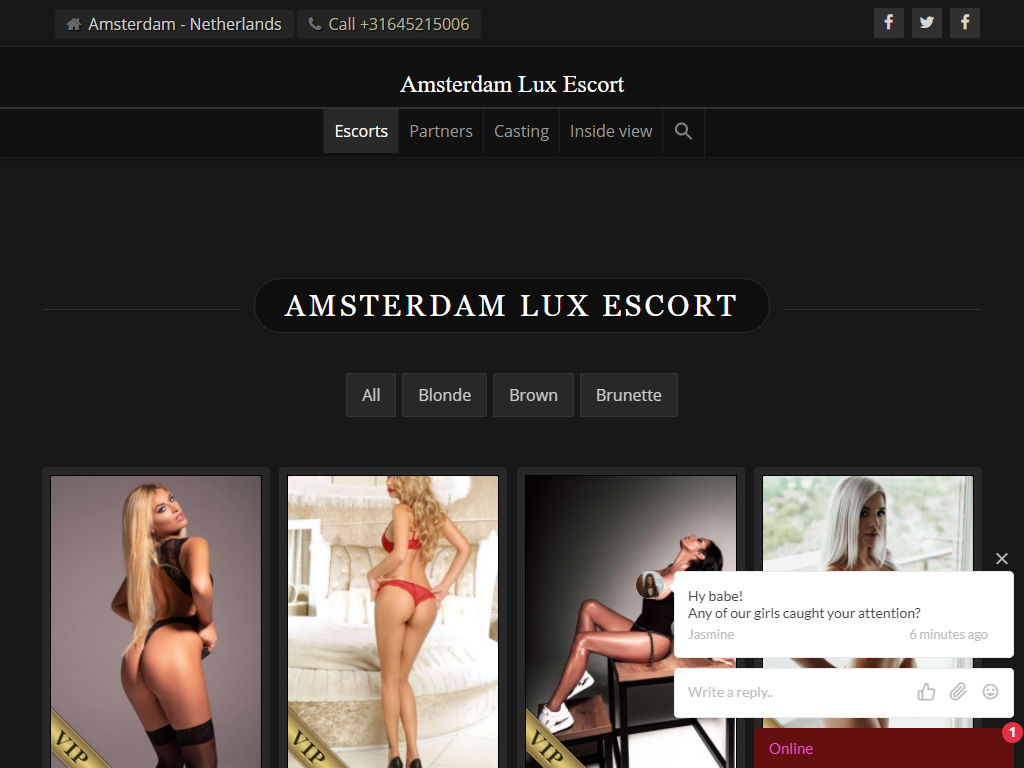 Amsterdam - Netherlands
Call +31645215006
Amsterdam Lux Escort
Escorts
Partners
Casting
Inside view
AMSTERDAM LUX ESCORT
All
Blonde
Brown
Brunette
VIP
VIP
VIP
Hy babe!
Any of our girls caught your attention?
Jasmine
6 minutes ago
Write a reply..
1
Online